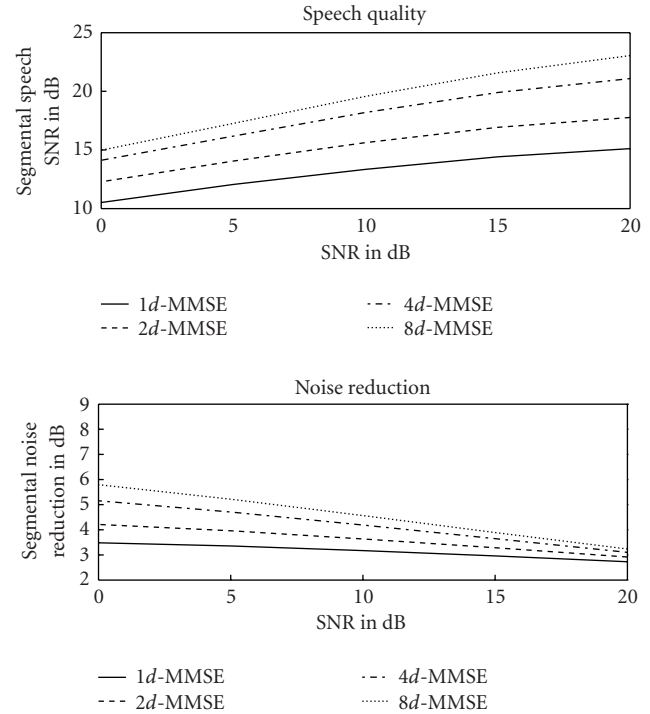 Speech quality
Segmental speech
SNR in dB
25
20
15
10
0
5
10
15
20
SNR in dB
1d-MMSE
2d-MMSE
4d-MMSE
8d-MMSE
Noise reduction
Segmental noise
reduction in dB
9
8
7
6
5
4
3
2
0
5
10
15
20
SNR in dB
1d-MMSE
2d-MMSE
4d-MMSE
8d-MMSE